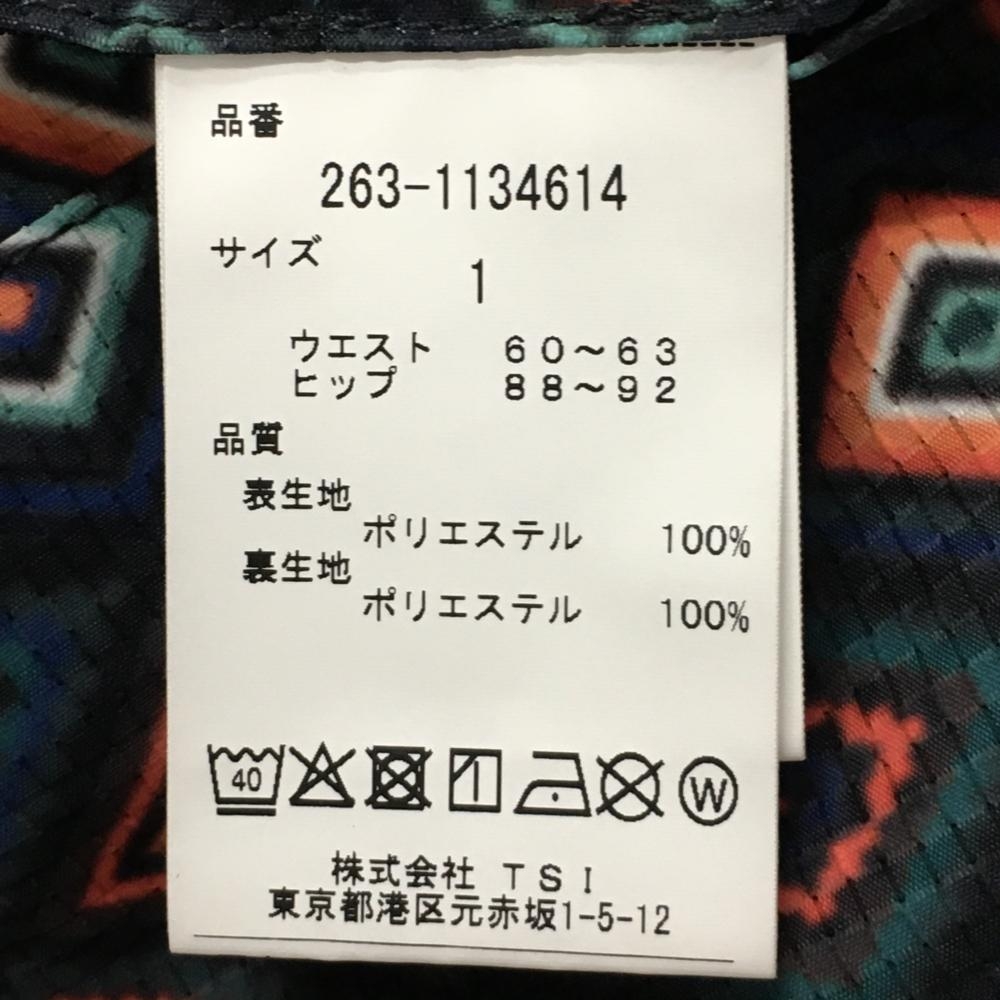 品番
263-1134614
サイズ
1
ウエスト 60～63
ヒップ 88～92
品質
表生地
ポリエステル 100%
裏生地
ポリエステル 100%
40 W
株式会社 TSI
東京都港区元赤坂1-5-12